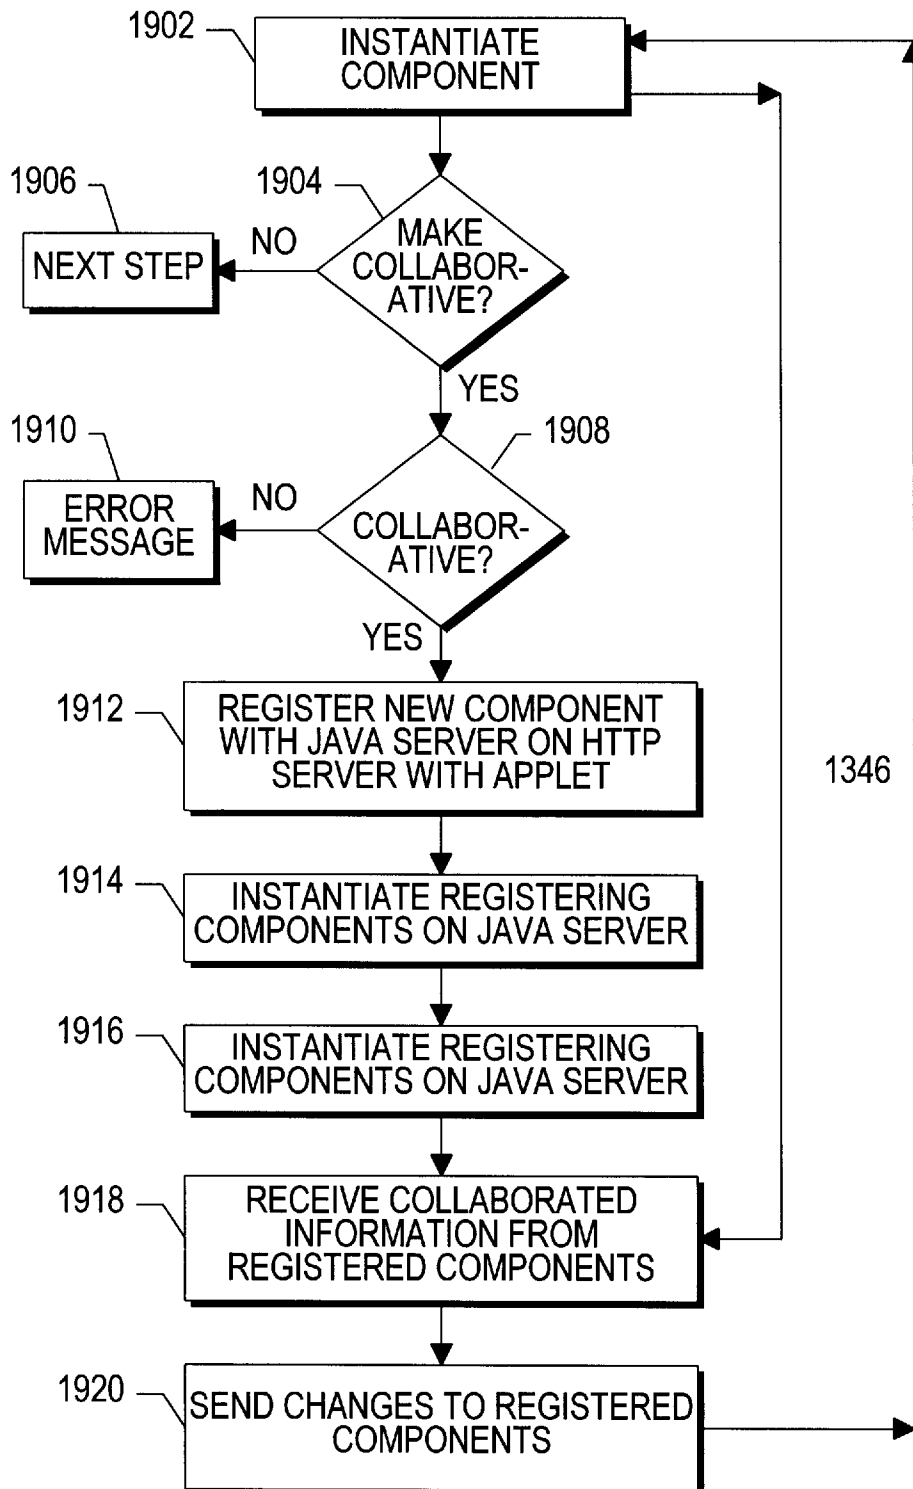 1902
INSTANTIATE
COMPONENT
1904
MAKE
COLLABOR-
ATIVE?
NO
1906
NEXT STEP
YES
1908
COLLABOR-
ATIVE?
NO
1910
ERROR
MESSAGE
YES
1912
REGISTER NEW COMPONENT
WITH JAVA SERVER ON HTTP
SERVER WITH APPLET
1346
1914
INSTANTIATE REGISTERING
COMPONENTS ON JAVA SERVER
1916
INSTANTIATE REGISTERING
COMPONENTS ON JAVA SERVER
1918
RECEIVE COLLABORATED
INFORMATION FROM
REGISTERED COMPONENTS
1920
SEND CHANGES TO REGISTERED
COMPONENTS